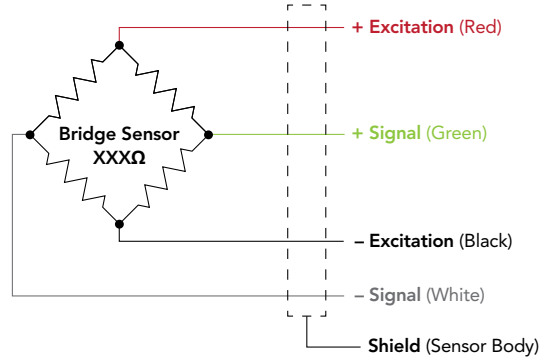 + Excitation (Red)
Bridge Sensor
XXXΩ
+ Signal (Green)
– Excitation (Black)
– Signal (White)
Shield (Sensor Body)